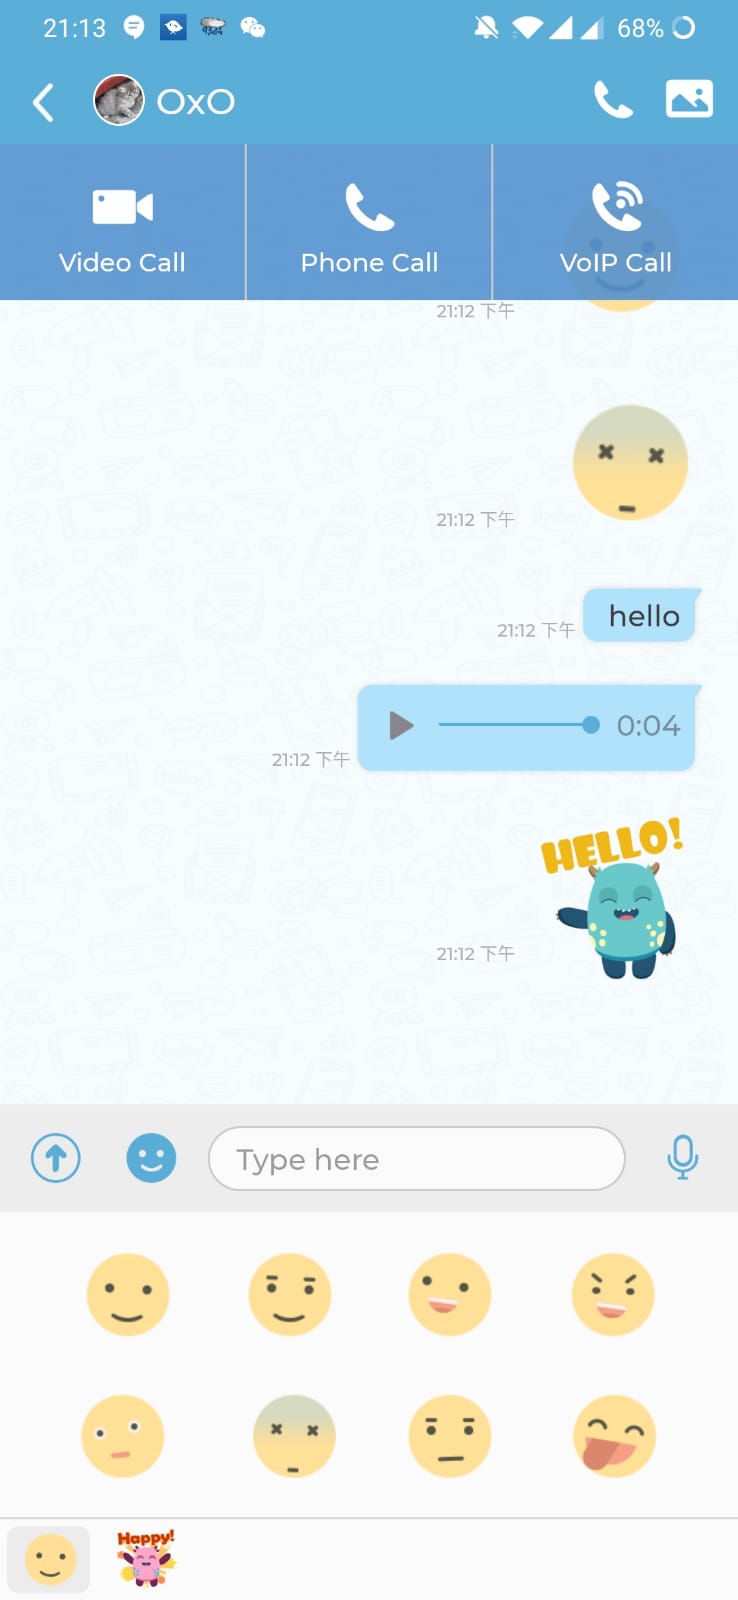 21:13
68%
OxO
Video Call
Phone Call
VoIP Call
21:12 下午
21:12 下午
hello
21:12 下午
0:04
21:12 下午
HELLO!
21:12 下午
Type here
Happy!